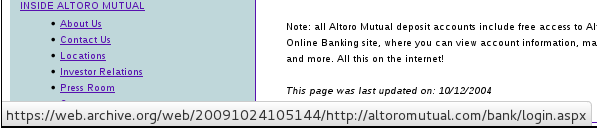 INSIDE ALTORO MUTUAL
About Us
Contact Us
Locations
Investor Relations
Press Room
Note: all Altoro Mutual deposit accounts include free access to
Online Banking site, where you can view account information,
and more. All this on the internet!
This page was last updated on: 10/12/2004
https://web.archive.org/web/20091024105144/http://altoromutual.com/bank/login.aspx